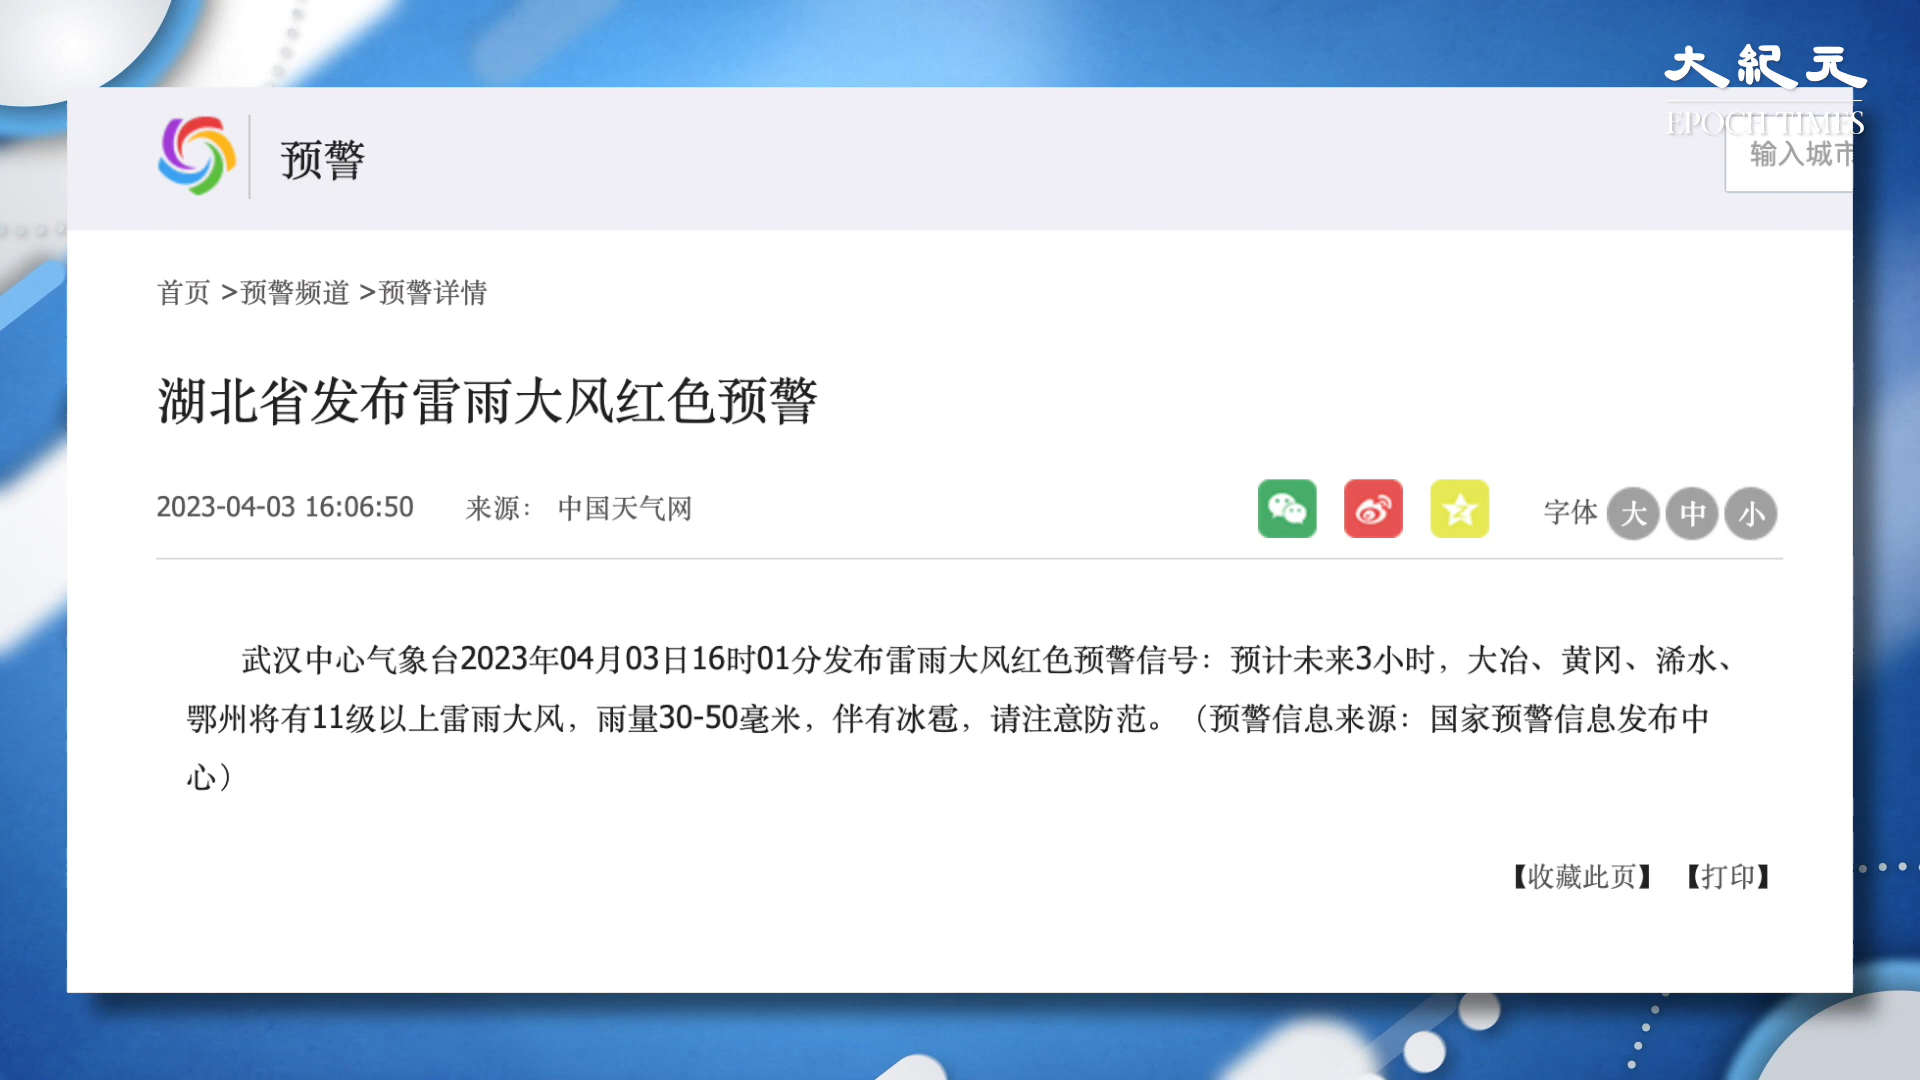 大紀元
EPOCH TIMES
预警
输入城市
首页 >预警频道 >预警详情
湖北省发布雷雨大风红色预警
2023-04-03 16:06:50 来源： 中国天气网
字体 大 中 小
武汉中心气象台2023年04月03日16时01分发布雷雨大风红色预警信号：预计未来3小时，大冶、黄冈、浠水、
鄂州将有11级以上雷雨大风，雨量30-50毫米，伴有冰雹，请注意防范。（预警信息来源：国家预警信息发布中
心）
【收藏此页】 【打印】